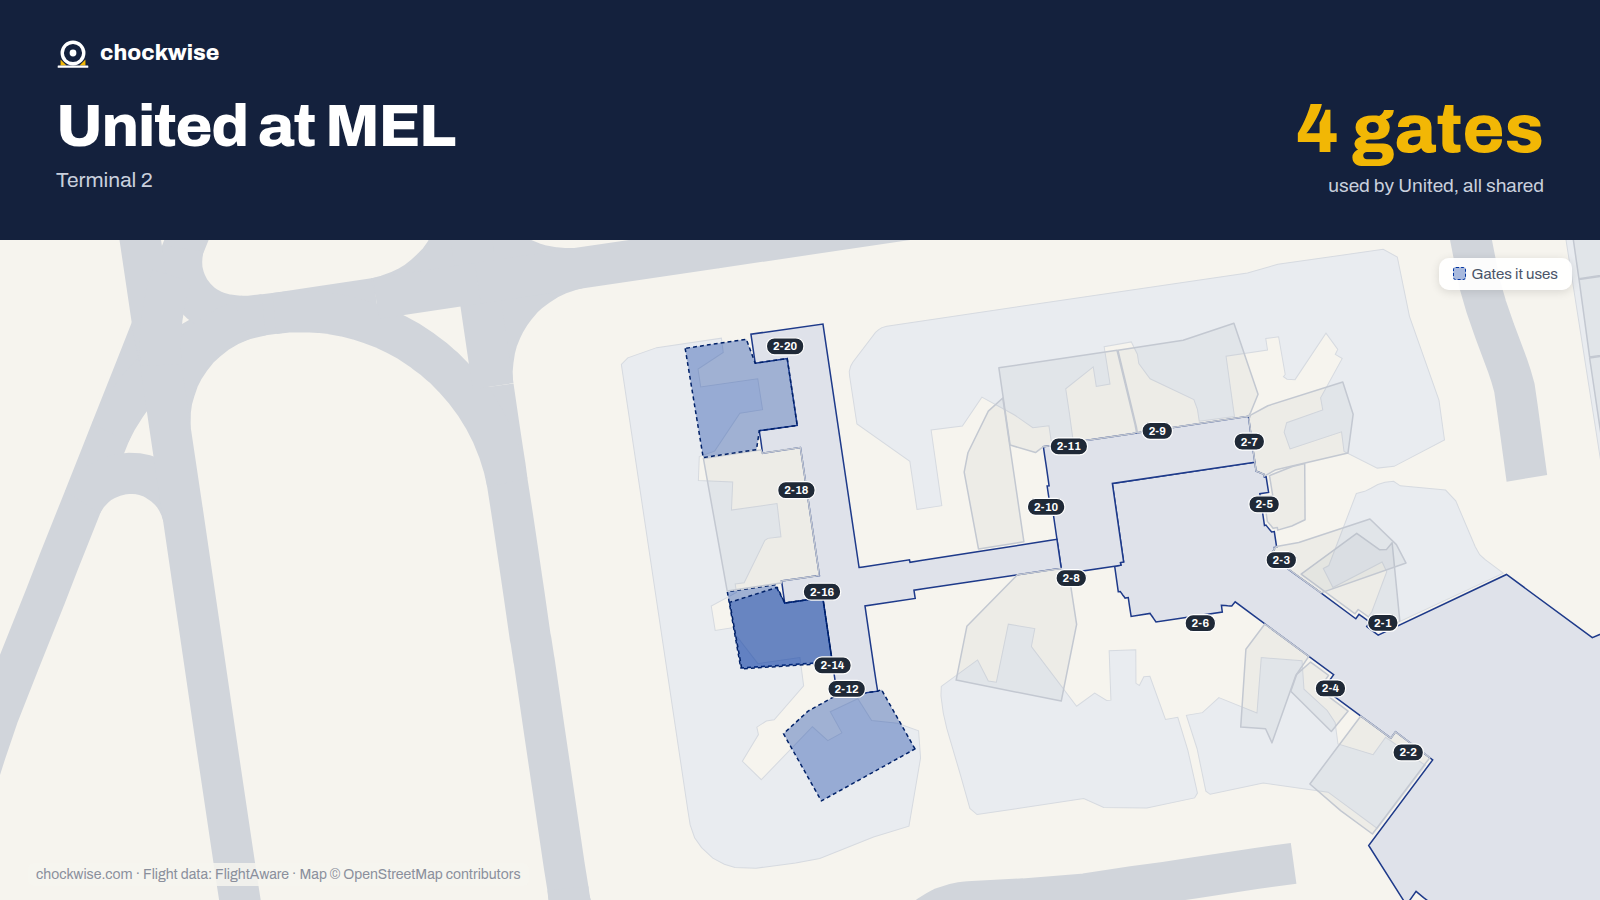 chockwise
United at MEL
Terminal 2
4 gates
used by United, all shared
Gates it uses
2-20
2-18
2-16
2-14
2-12
2-11
2-9
2-7
2-10
2-5
2-3
2-8
2-6
2-1
2-4
2-2
chockwise.com · Flight data: FlightAware · Map © OpenStreetMap contributors